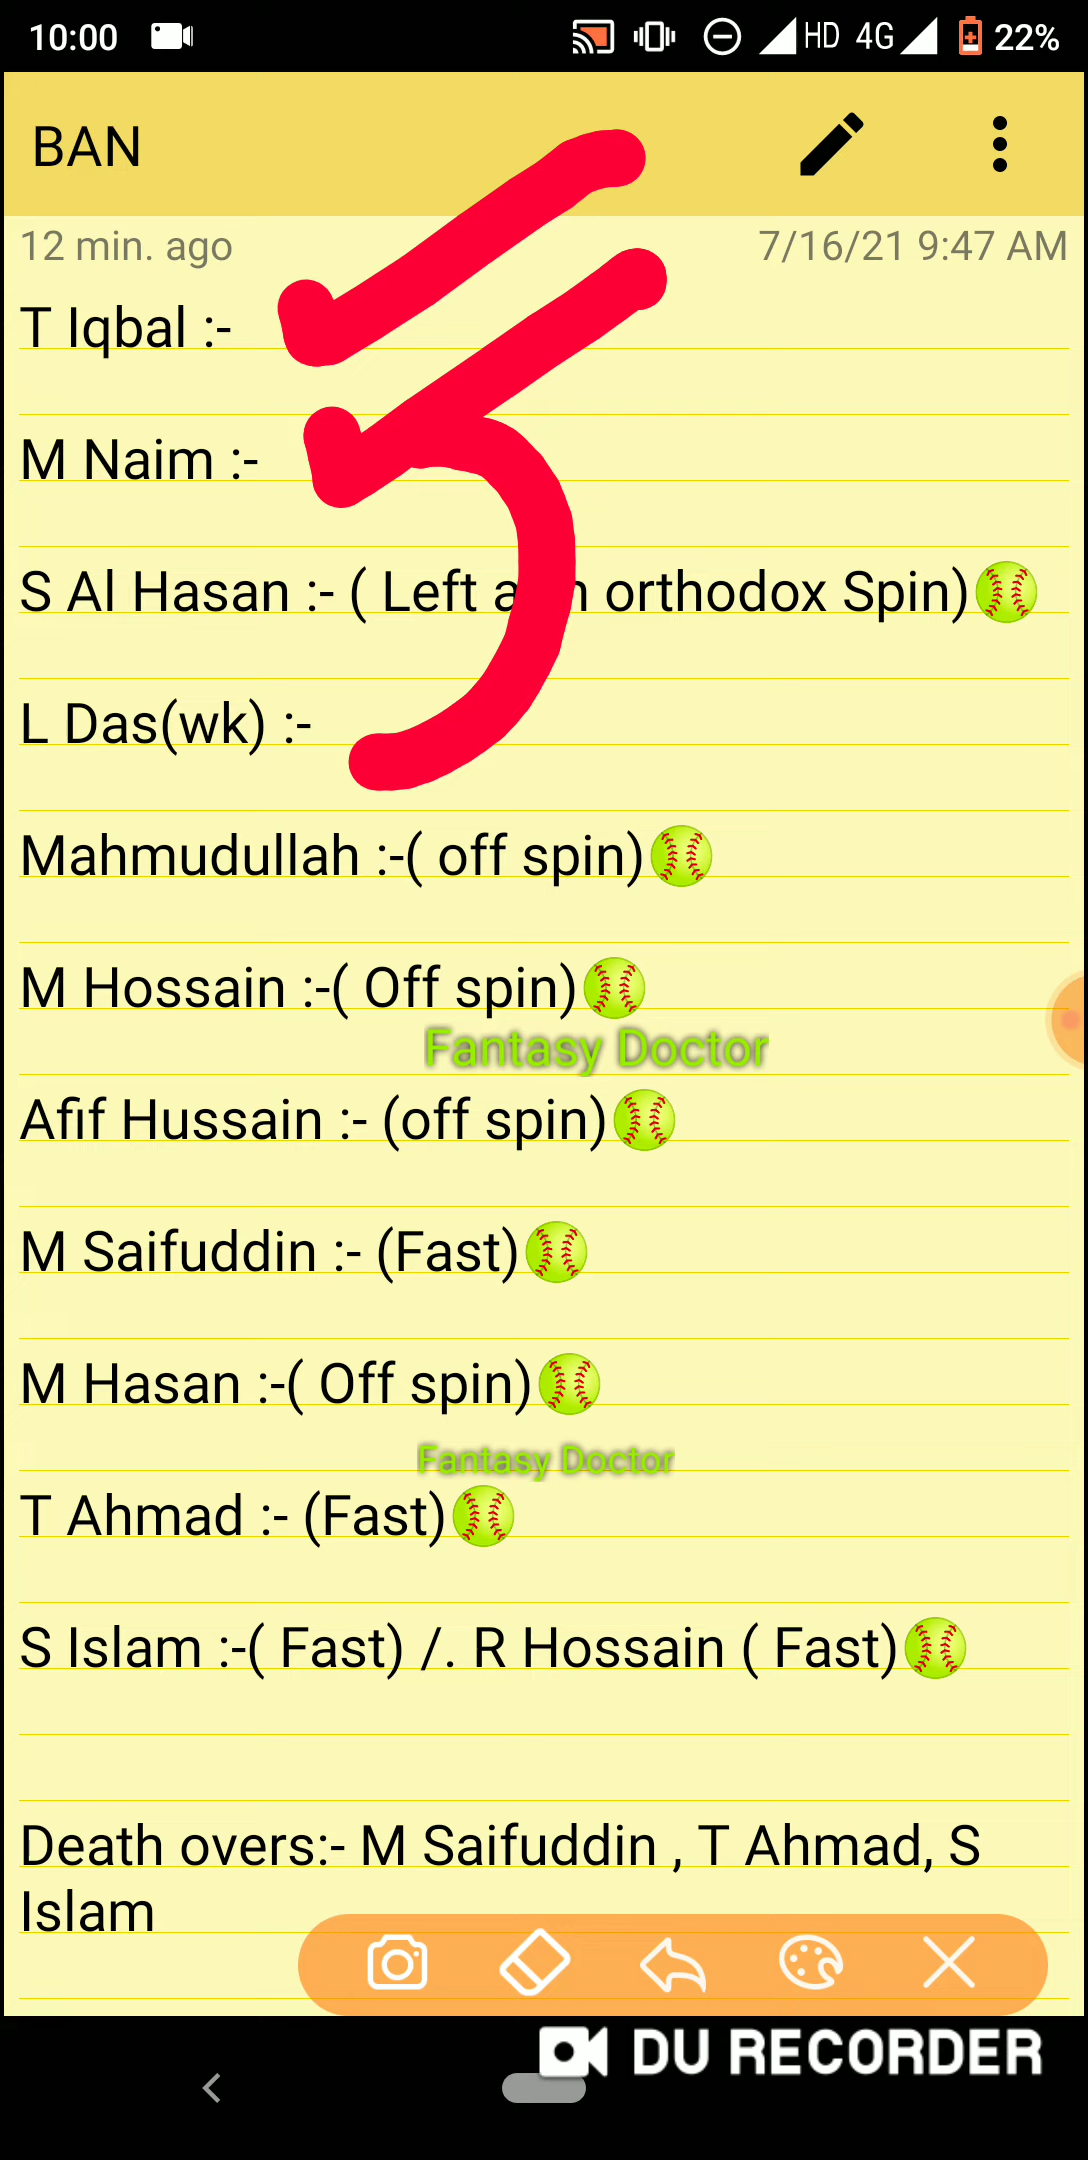 10:00 HD 4G 22%
BAN
12 min. ago 7/16/21 9:47 AM
T Iqbal :-
M Naim :-
S Al Hasan :- ( Left orthodox Spin)
L Das(wk) :-
Mahmudullah :-( off spin)
M Hossain :-( Off spin)
Fantasy Doctor
Afif Hussain :- (off spin)
M Saifuddin :- (Fast)
M Hasan :-( Off spin)
Fantasy Doctor
T Ahmad :- (Fast)
S Islam :-( Fast) /. R Hossain ( Fast)
Death overs:- M Saifuddin , T Ahmad, S
Islam
DU RECORDER